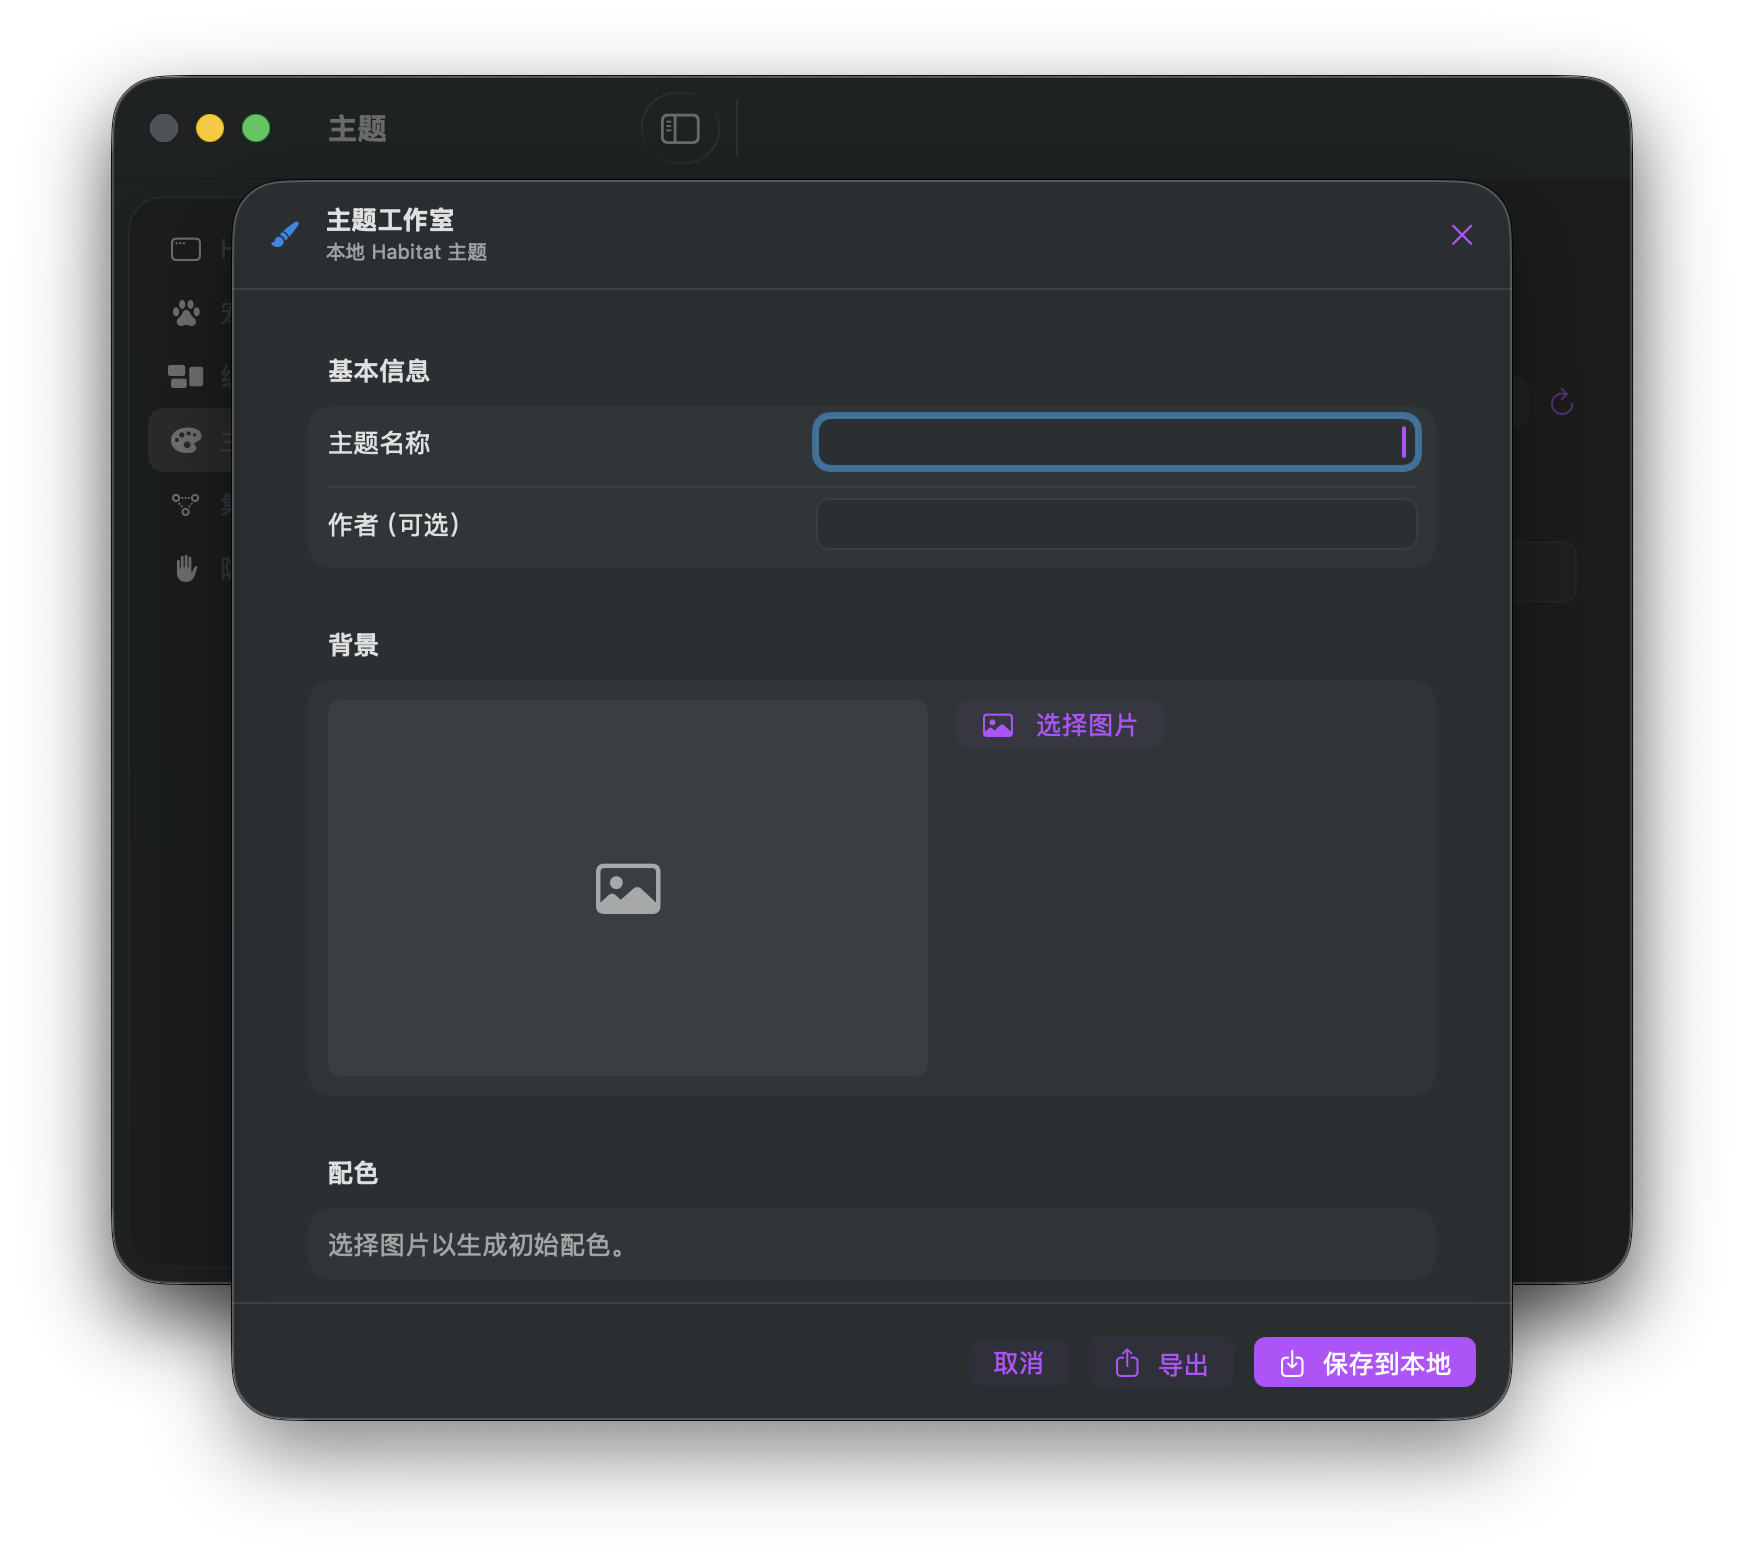 主题
主题工作室
本地 Habitat 主题
基本信息
主题名称
作者 (可选)
背景
选择图片
配色
选择图片以生成初始配色。
取消
导出
保存到本地